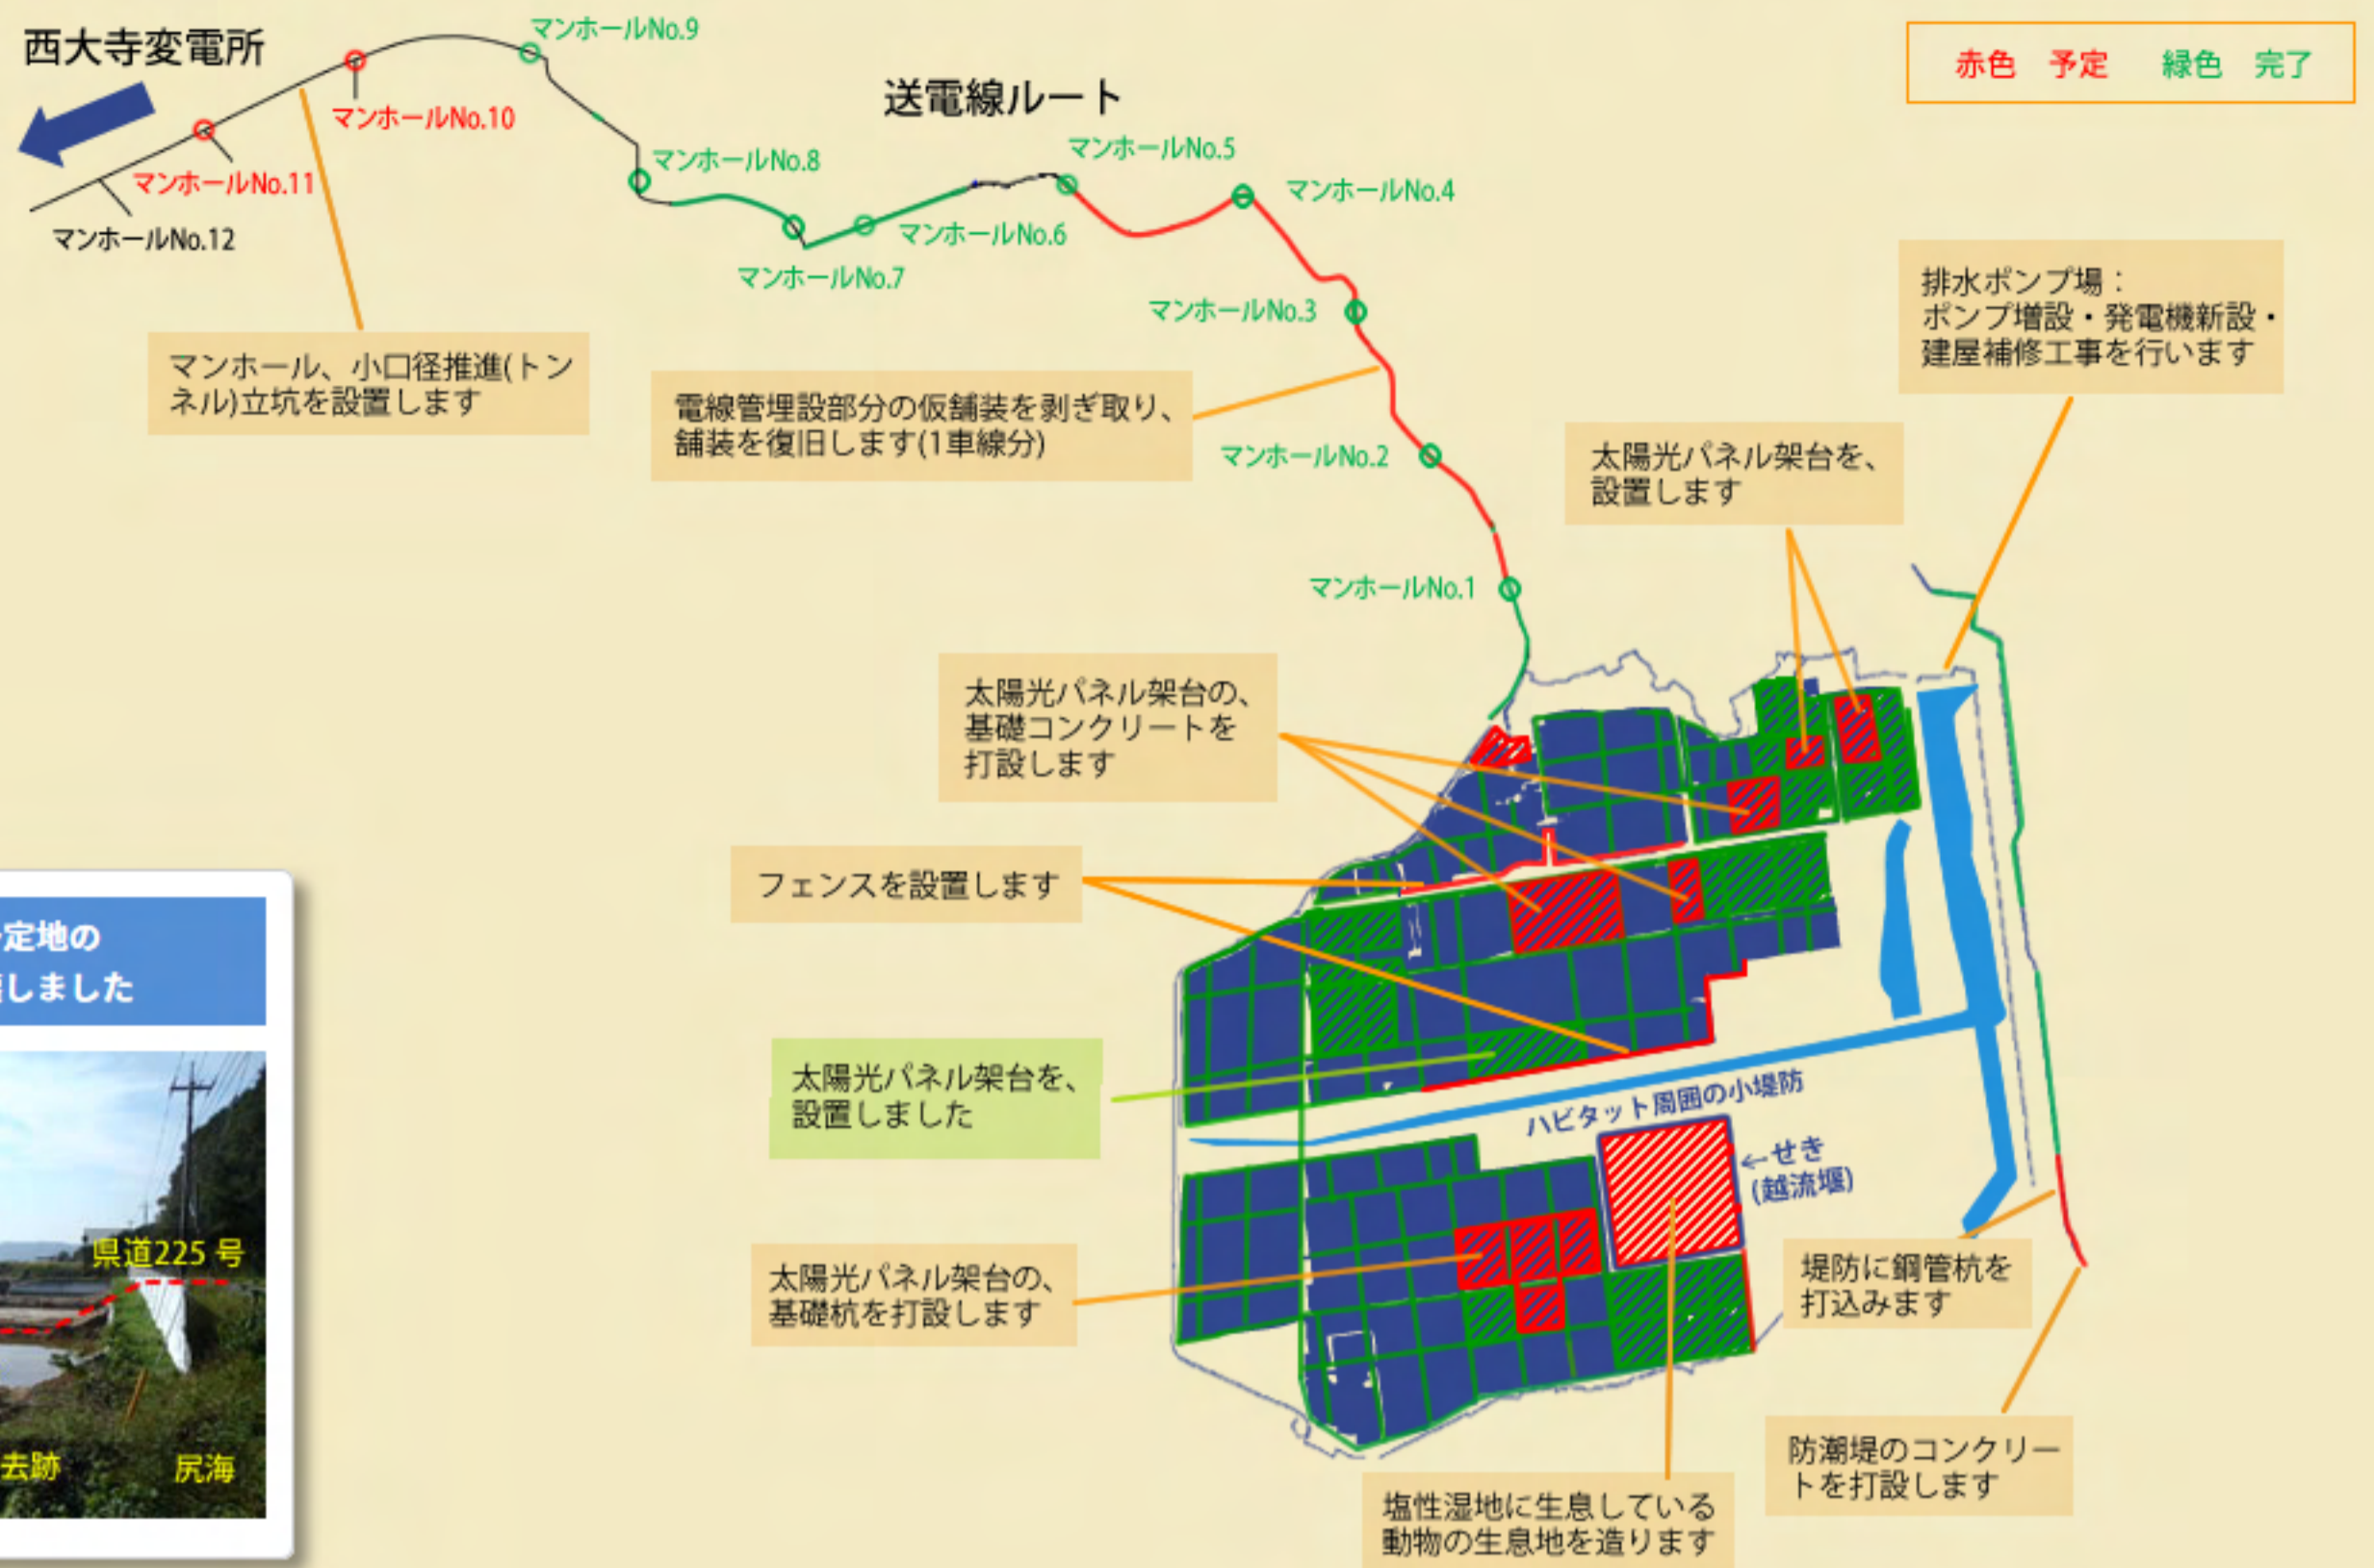 西大寺変電所
マンホールNo.9
送電線ルート
赤色 予定 緑色 完了
マンホールNo.10
マンホールNo.11
マンホールNo.12
マンホールNo.8
マンホールNo.5
マンホールNo.4
マンホールNo.6
マンホールNo.7
マンホールNo.3
マンホールNo.2
マンホールNo.1
マンホール、小口径推進(トン
ネル)立坑を設置します
電線管埋設部分の仮舗装を剥ぎ取り、
舗装を復旧します(1車線分)
排水ポンプ場：
ポンプ増設・発電機新設・
建屋補修工事を行います
太陽光パネル架台を、
設置します
太陽光パネル架台の、
基礎コンクリートを
打設します
フェンスを設置します
太陽光パネル架台を、
設置しました
ハビタット周囲の小堤防
←せき
(越流堰)
太陽光パネル架台の、
基礎杭を打設します
堤防に鋼管杭を
打込みます
防潮堤のコンクリー
トを打設します
塩性湿地に生息している
動物の生息地を造ります
定地の
しました
県道225号
去跡
尻海